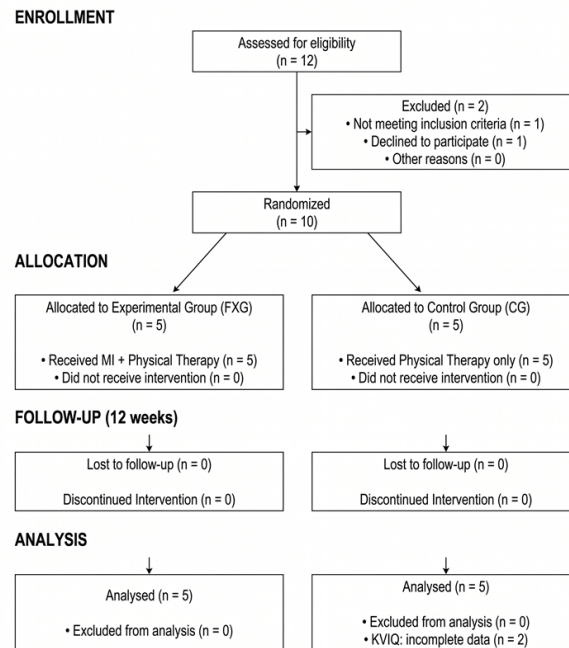 ENROLLMENT
Assessed for eligibility
(n = 12)
Excluded (n = 2)
• Not meeting inclusion criteria (n = 1)
• Declined to participate (n = 1)
• Other reasons (n = 0)
Randomized
(n = 10)
ALLOCATION
Allocated to Experimental Group (FXG)
(n = 5)
• Received MI + Physical Therapy (n = 5)
• Did not receive intervention (n = 0)
Allocated to Control Group (CG)
(n = 5)
• Received Physical Therapy only (n = 5)
• Did not receive intervention (n = 0)
FOLLOW-UP (12 weeks)
Lost to follow-up (n = 0)
Discontinued Intervention (n = 0)
Lost to follow-up (n = 0)
Discontinued Intervention (n = 0)
ANALYSIS
Analysed (n = 5)
• Excluded from analysis (n = 0)
Analysed (n = 5)
• Excluded from analysis (n = 0)
• KVIQ: incomplete data (n = 2)